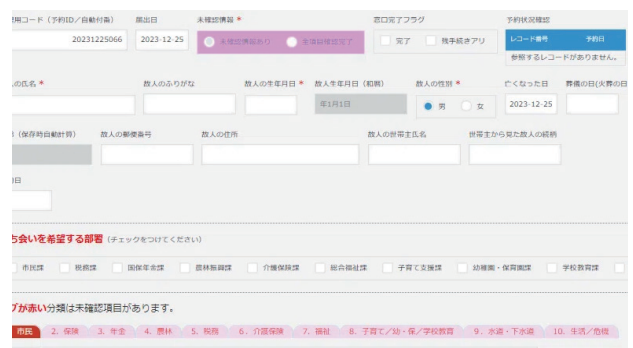 用コード（予約ID／自動付番） 届出日 未確認情報 * 窓口完了フラグ 予約状況確認
20231225066 2023-12-25 未確認情報あり 全項目確認完了 完了 残手続きアリ レコード番号 予約日
参照するレコードがありません。
の氏名 * 故人のふりがな 故人の生年月日 * 故人生年月日（和暦） 故人の性別 * 亡くなった日 葬儀の日(火葬の日
年1月1日 男 女 2023-12-25
（保存時自動計算） 故人の郵便番号 故人の住所 故人の世帯主氏名 世帯主から見た故人の続柄
日
ち会いを希望する部署（チェックをつけてください）
市民課 税務課 国保年金課 農林振興課 介護保険課 総合福祉課 子育て支援課 幼稚園・保育園課 学校教育課
ブが赤い分類は未確認項目があります。
市民 2. 保険 3. 年金 4. 農林 5. 税務 6. 介護保険 7. 福祉 8. 子育て／幼・保／学校教育 9. 水道・下水道 10. 生活／危機